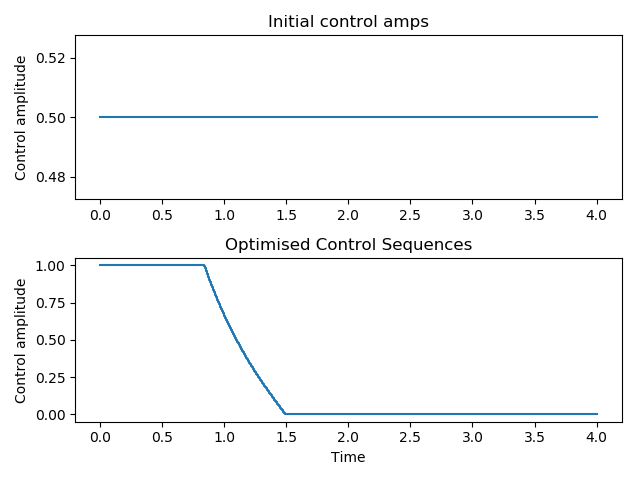 Initial control amps
Control amplitude
0.52
0.50
0.48
0.0 0.5 1.0 1.5 2.0 2.5 3.0 3.5 4.0
Optimised Control Sequences
Control amplitude
1.00
0.75
0.50
0.25
0.00
0.0 0.5 1.0 1.5 2.0 2.5 3.0 3.5 4.0
Time